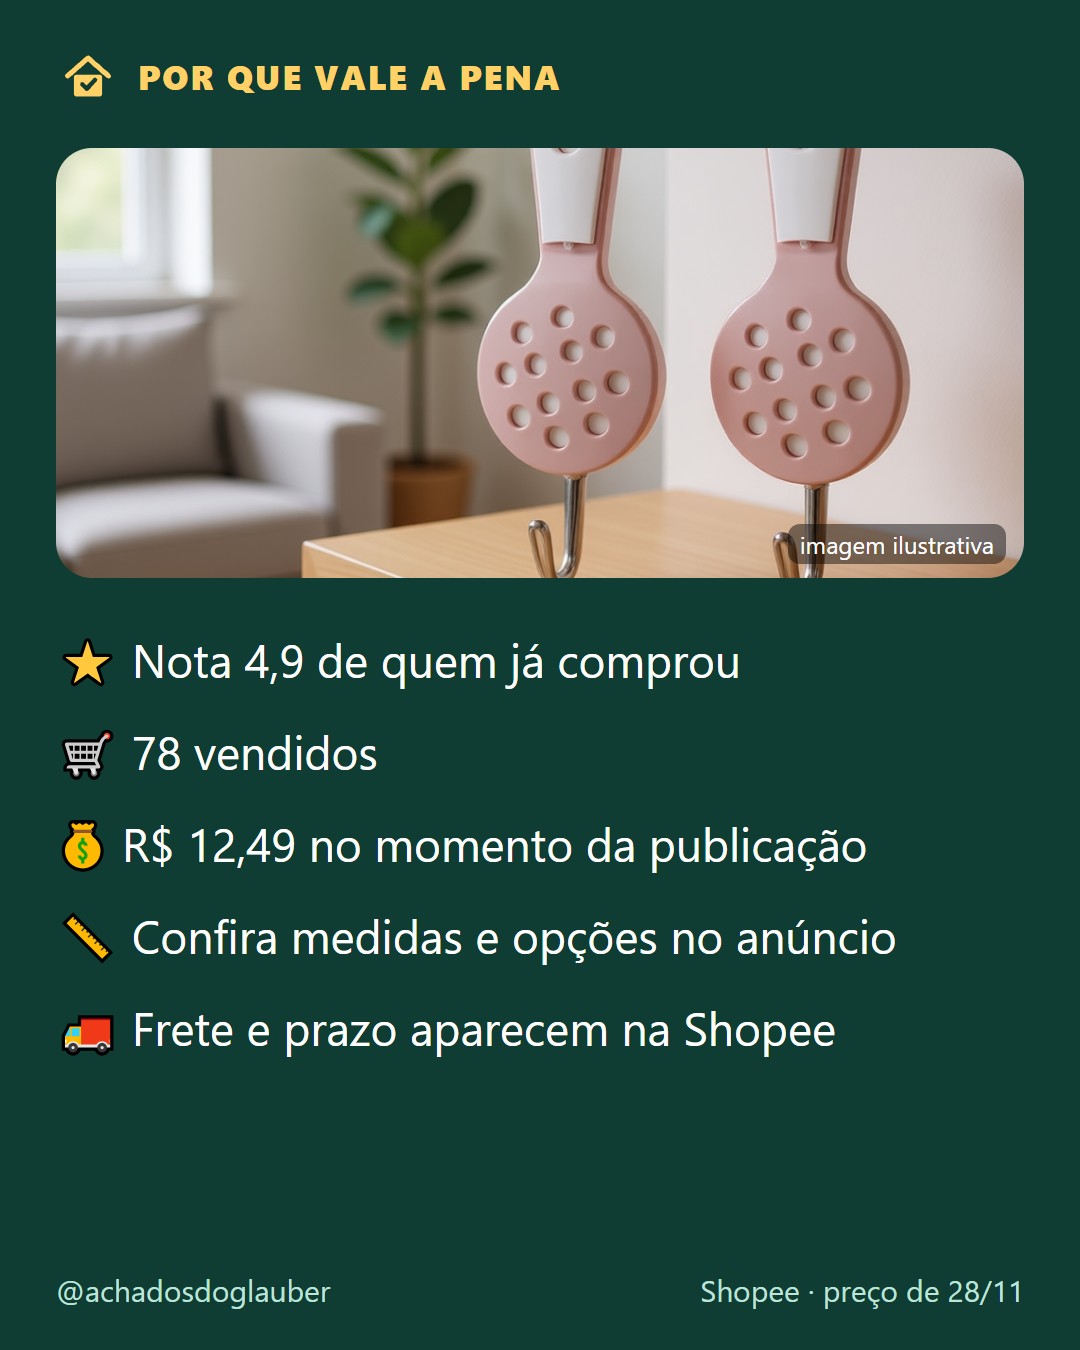 POR QUE VALE A PENA
imagem ilustrativa
Nota 4,9 de quem já comprou
78 vendidos
R$ 12,49 no momento da publicação
Confira medidas e opções no anúncio
Frete e prazo aparecem na Shopee
@achadosdoglauber
Shopee · preço de 28/11